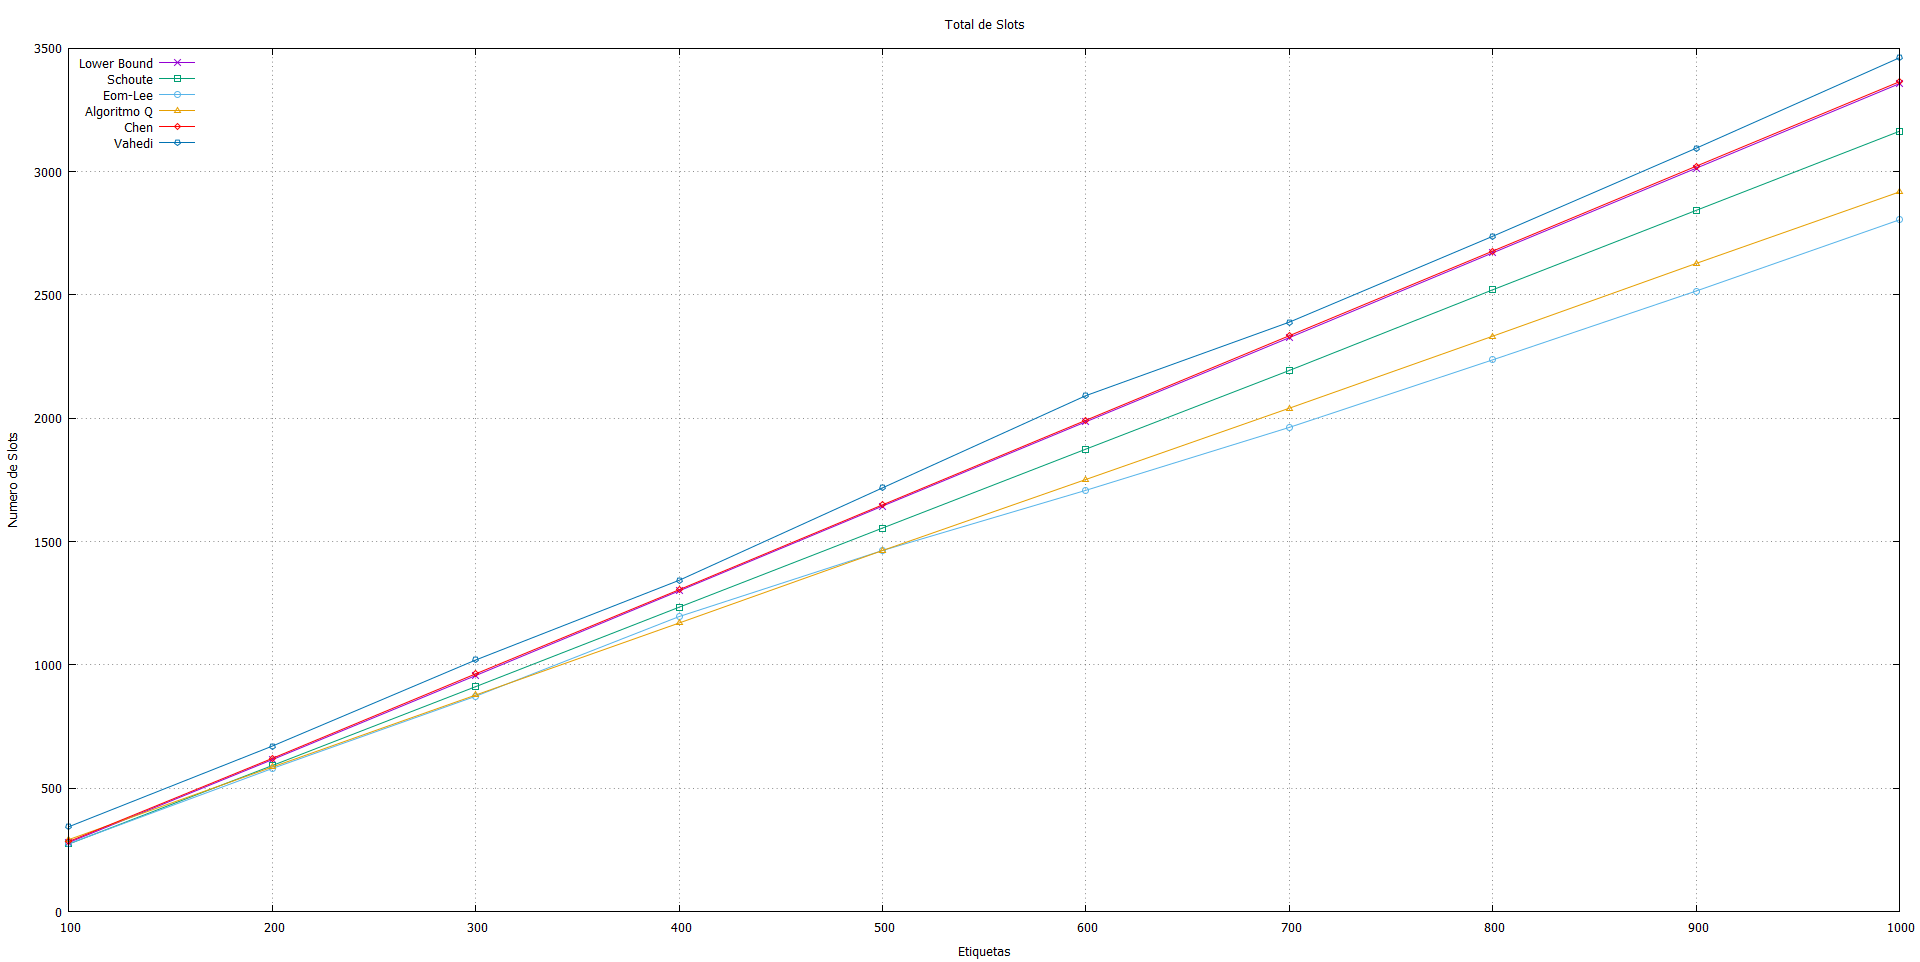 Total de Slots
3500
3000
2500
2000
1500
1000
500
0
Lower Bound
Schoute
Eom-Lee
Algoritmo Q
Chen
Vahedi
Numero de Slots
100 200 300 400 500 600 700 800 900 1000
Etiquetas